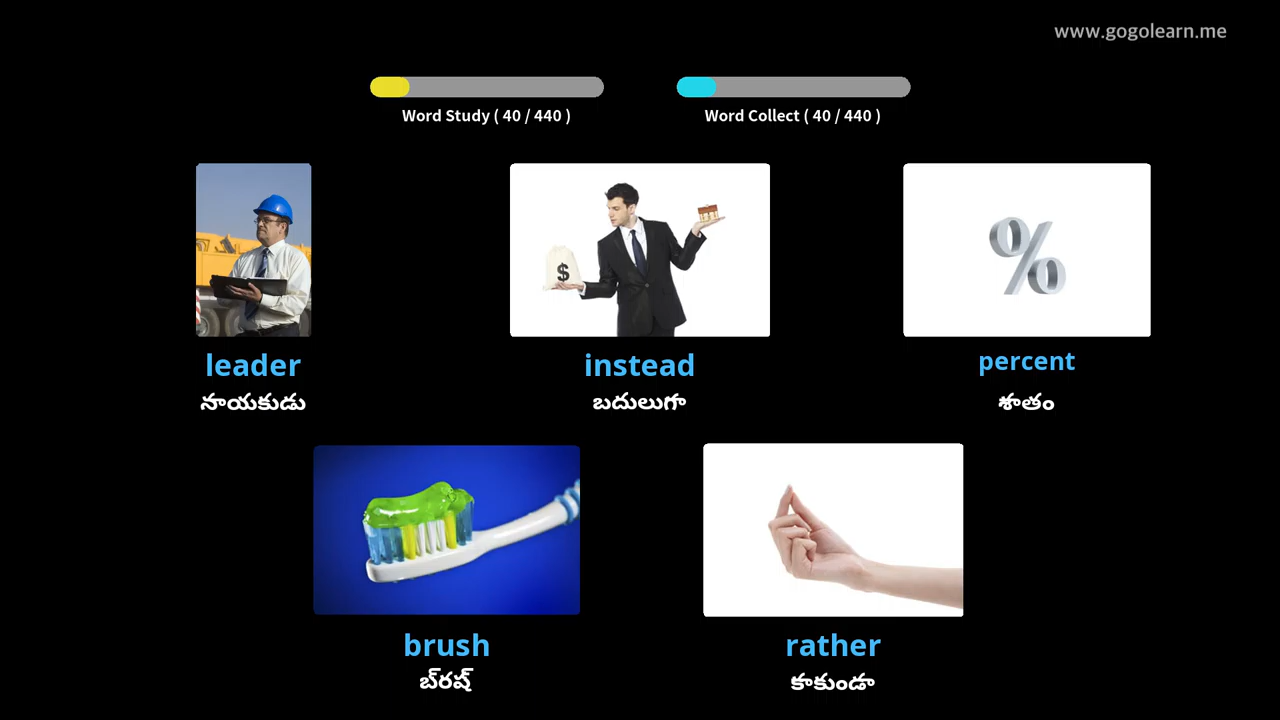 www.gogolearn.me
Word Study ( 40 / 440 )
Word Collect ( 40 / 440 )
$
%
leader
instead
percent
నాయకుడు
బదులుగా
శాతం
brush
rather
బ్‌రష్
కాకుండా